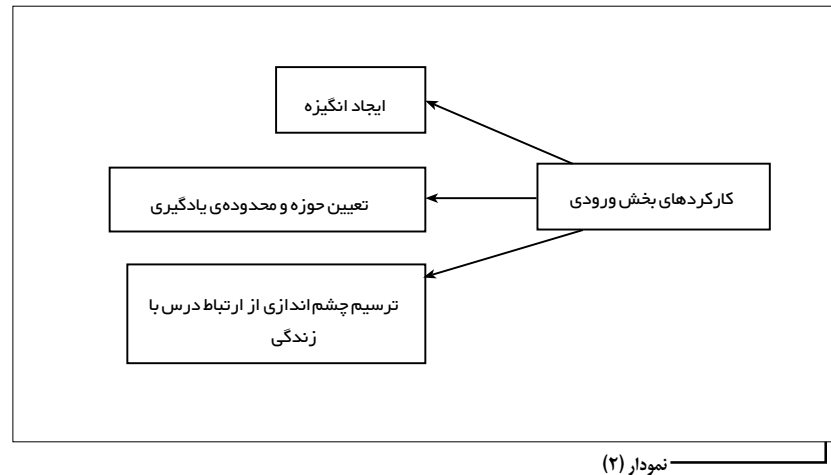 ایجاد انگیزه
کارکردهای بخش ورودی
تعیین حوزه و محدوده‌ی یادگیری
ترسیم چشم اندازی از ارتباط درس با
زندگی
نمودار (۲)